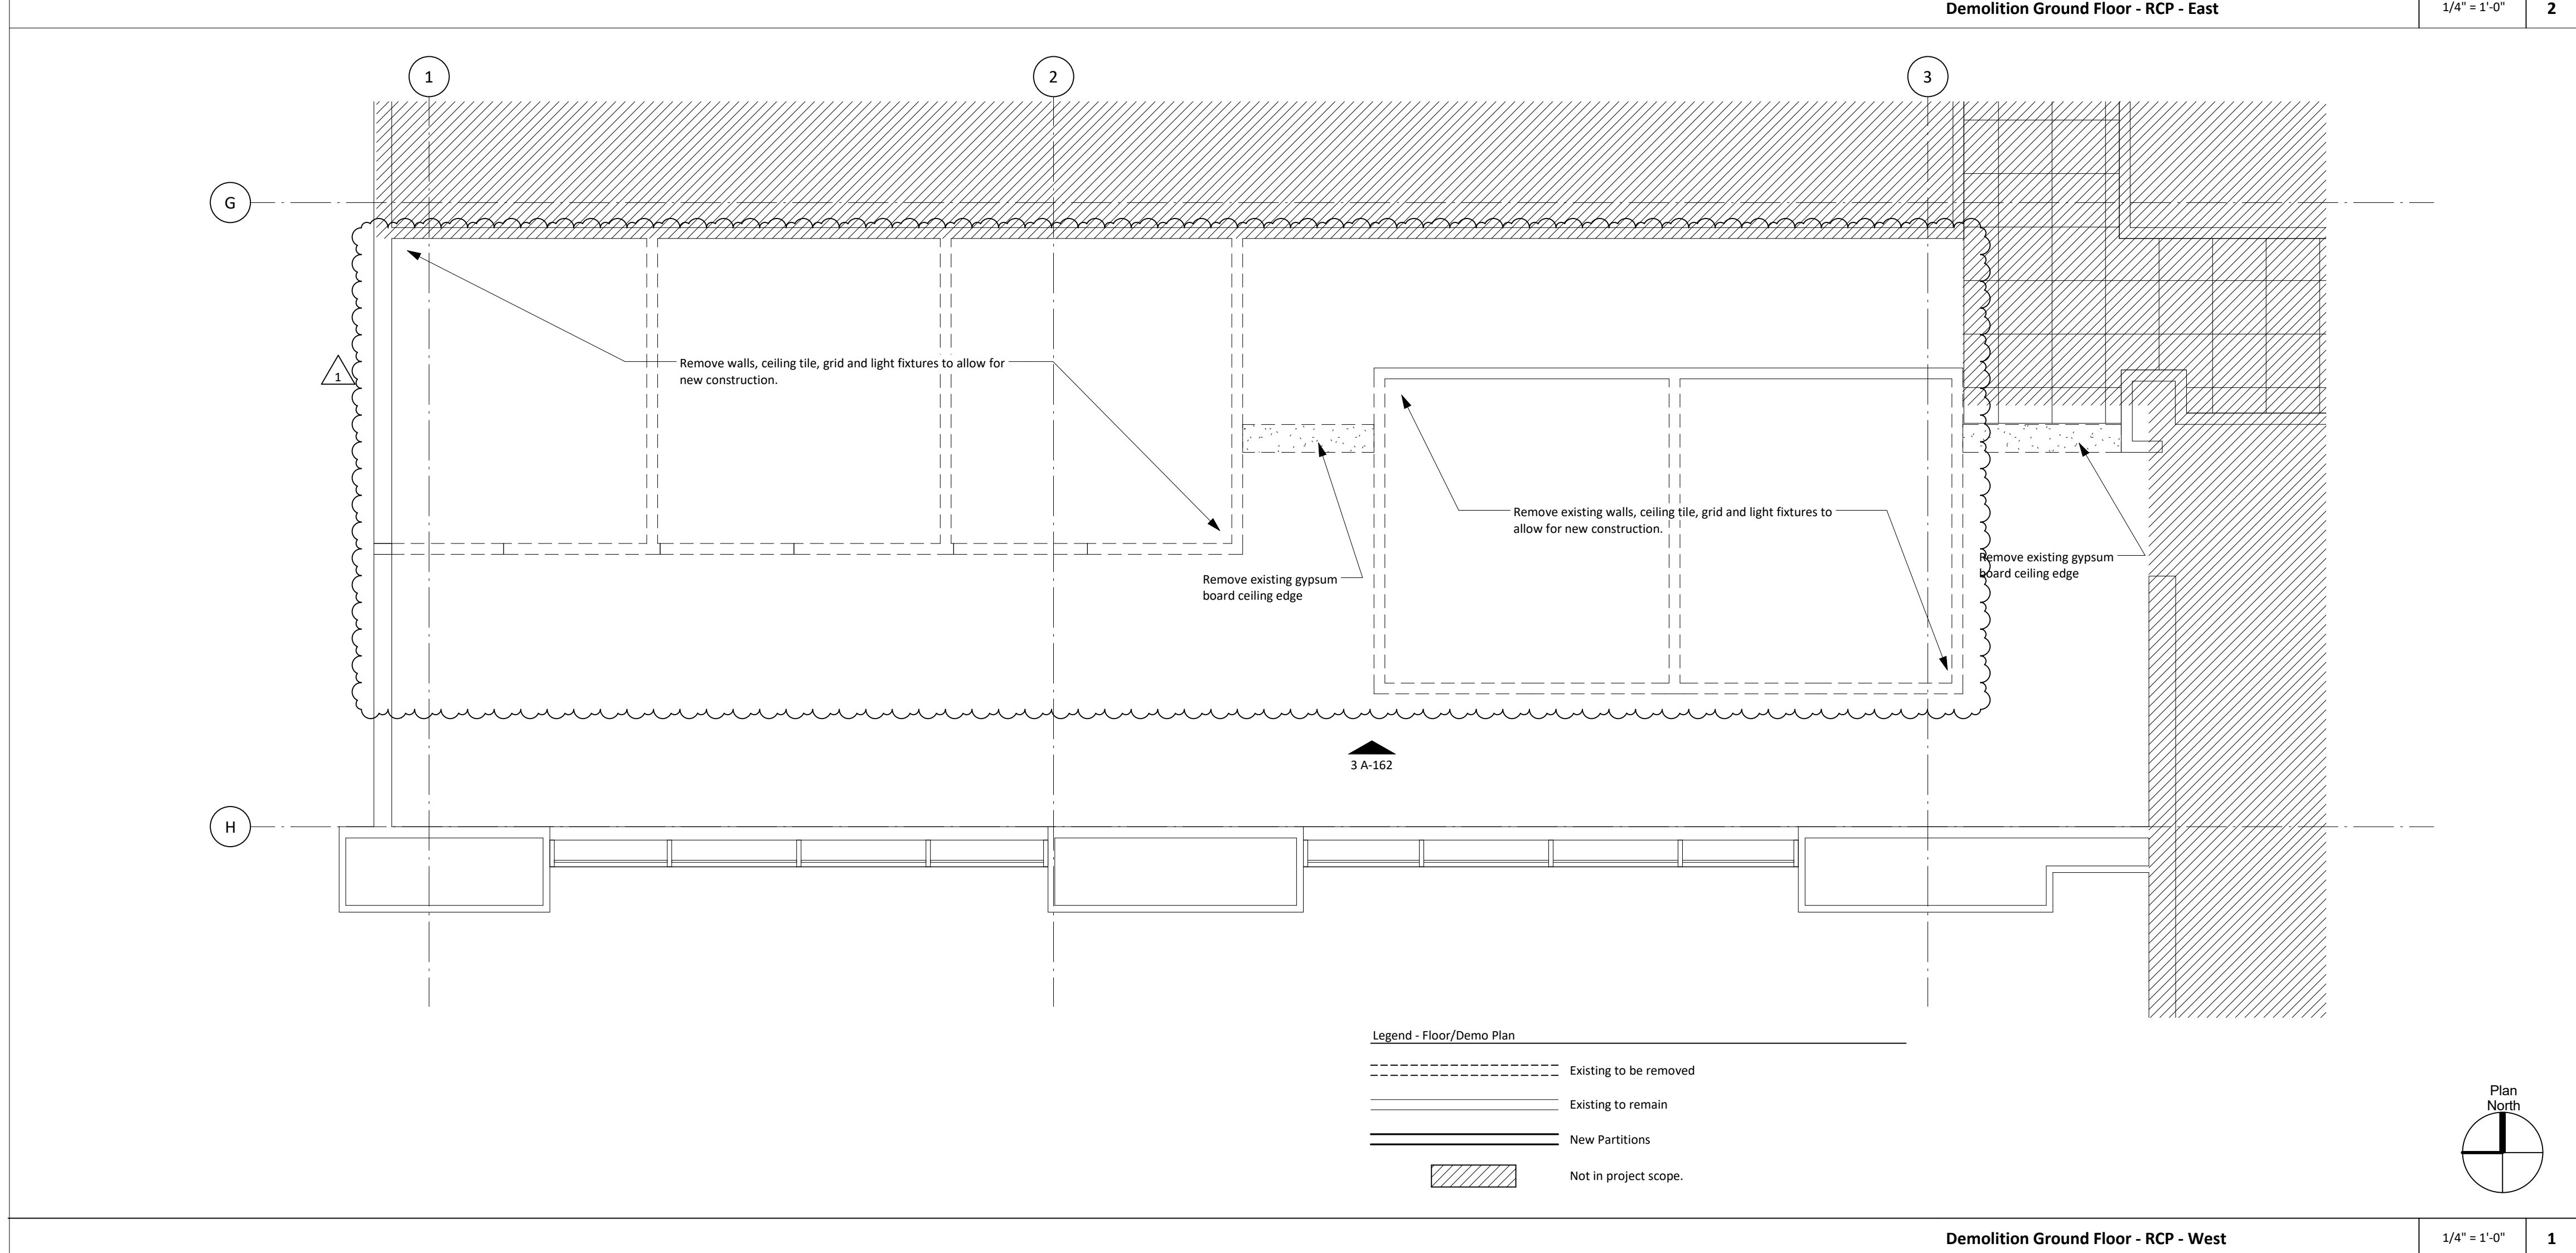 Demolition Ground Floor - RCP - East
1/4" = 1'-0"
2
1
2
3
G
Remove walls, ceiling tile, grid and light fixtures to allow for
new construction.
1
Remove existing walls, ceiling tile, grid and light fixtures to
allow for new construction.
Remove existing gypsum
board ceiling edge
Remove existing gypsum
board ceiling edge
3 A-162
H
Legend - Floor/Demo Plan
Existing to be removed
Existing to remain
New Partitions
Not in project scope.
Plan
North
Demolition Ground Floor - RCP - West
1/4" = 1'-0"
1